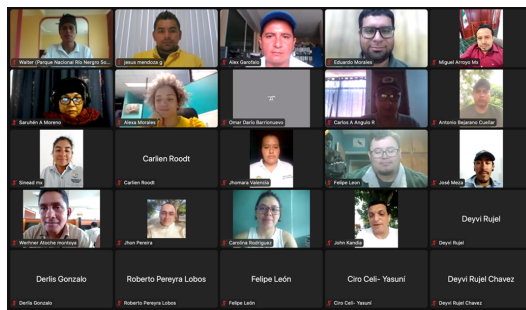 Walter (Parque Nacional Río Nergro So...
jesus mendoza g
Alex Garofalo
Eduardo Morales
Miguel Arroyo Mx
Saruhén A Moreno
Alexa Morales
Omar Darío Barrionuevo
Carlos A Angulo R
Antonio Bejarano Cuellar
Sinead mx
Carlien Roodt
Carlien Roodt
Jhomara Valencia
Felipe Leon
José Meza
Werhner Atoche montoya
Jhon Pereira
Carolina Rodriguez
John Kandia
Deyvi Rujel
Deyvi Rujel
Derlis Gonzalo
Derlis Gonzalo
Roberto Pereyra Lobos
Roberto Pereyra Lobos
Felipe León
Felipe León
Ciro Celi- Yasuní
Ciro Celi- Yasuní
Deyvi Rujel Chavez
Deyvi Rujel Chavez